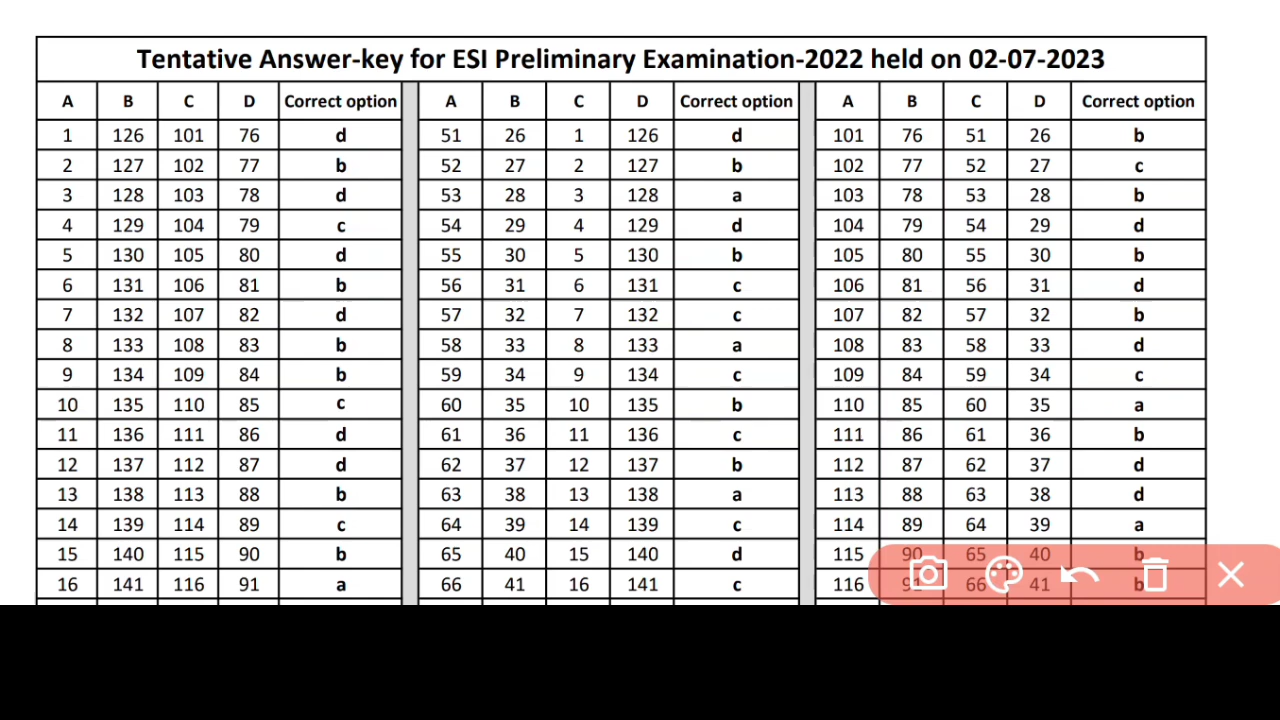 Tentative Answer-key for ESI Preliminary Examination-2022 held on 02-07-2023
A B C D Correct option A B C D Correct option A B C D Correct option
1 126 101 76 d 51 26 1 126 d 101 76 51 26 b
2 127 102 77 b 52 27 2 127 b 102 77 52 27 c
3 128 103 78 d 53 28 3 128 a 103 78 53 28 b
4 129 104 79 c 54 29 4 129 d 104 79 54 29 d
5 130 105 80 d 55 30 5 130 b 105 80 55 30 b
6 131 106 81 b 56 31 6 131 c 106 81 56 31 d
7 132 107 82 d 57 32 7 132 c 107 82 57 32 b
8 133 108 83 b 58 33 8 133 a 108 83 58 33 d
9 134 109 84 b 59 34 9 134 c 109 84 59 34 c
10 135 110 85 c 60 35 10 135 b 110 85 60 35 a
11 136 111 86 d 61 36 11 136 c 111 86 61 36 b
12 137 112 87 d 62 37 12 137 b 112 87 62 37 d
13 138 113 88 b 63 38 13 138 a 113 88 63 38 d
14 139 114 89 c 64 39 14 139 c 114 89 64 39 a
15 140 115 90 b 65 40 15 140 d 115 90 65 40 b
16 141 116 91 a 66 41 16 141 c 116 91 66 41 b